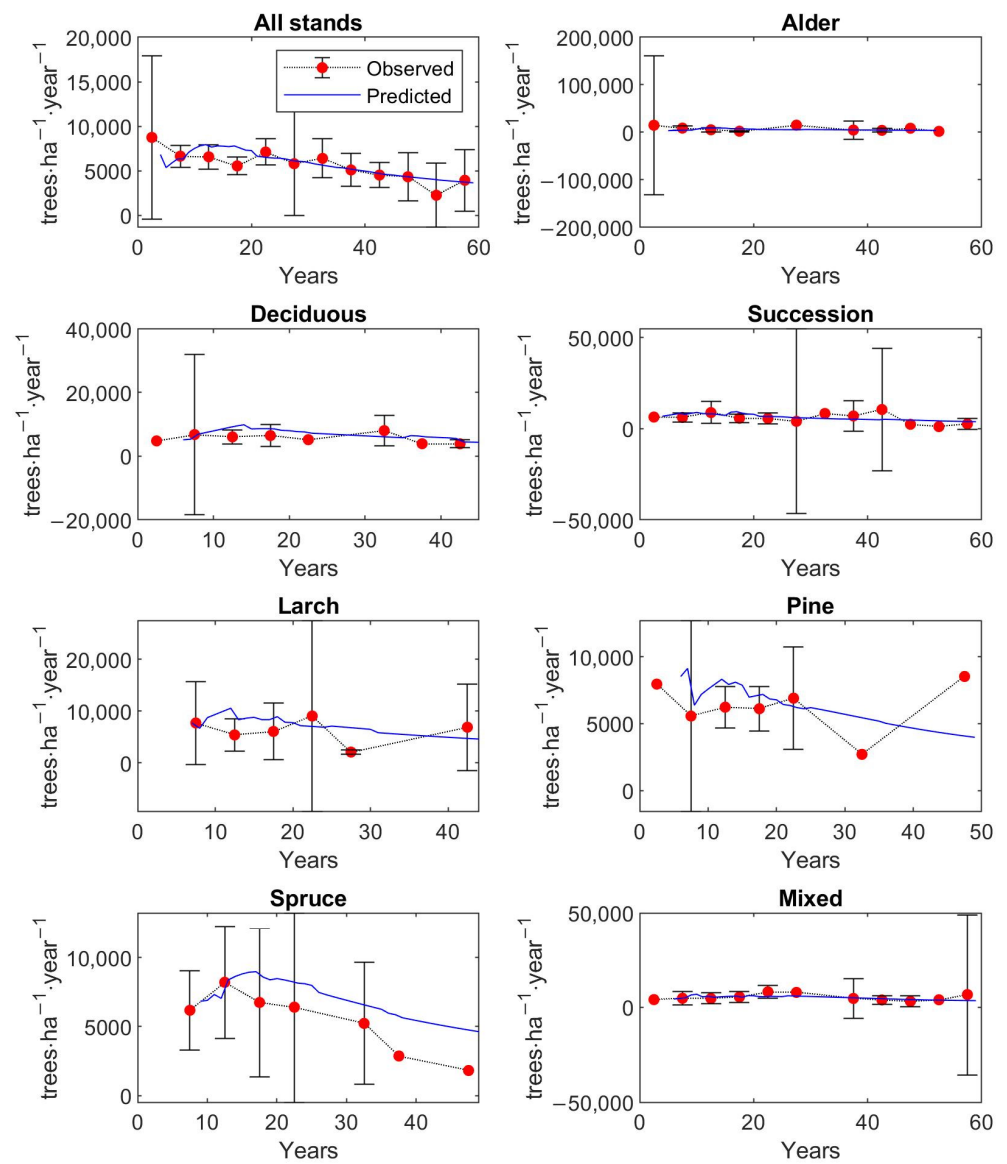 All stands
20,000
15,000
10,000
5000
0
trees·ha⁻¹·year⁻¹
Observed
Predicted
0 20 40 60
Years
Alder
200,000
100,000
0
−100,000
−200,000
trees·ha⁻¹·year⁻¹
0 20 40 60
Years
Deciduous
40,000
20,000
0
−20,000
trees·ha⁻¹·year⁻¹
0 10 20 30 40
Years
Succession
50,000
0
−50,000
trees·ha⁻¹·year⁻¹
0 20 40 60
Years
Larch
20,000
10,000
0
trees·ha⁻¹·year⁻¹
0 10 20 30 40
Years
Pine
10,000
5000
0
trees·ha⁻¹·year⁻¹
0 10 20 30 40 50
Years
Spruce
10,000
5000
0
trees·ha⁻¹·year⁻¹
0 10 20 30 40
Years
Mixed
50,000
0
−50,000
trees·ha⁻¹·year⁻¹
0 20 40 60
Years